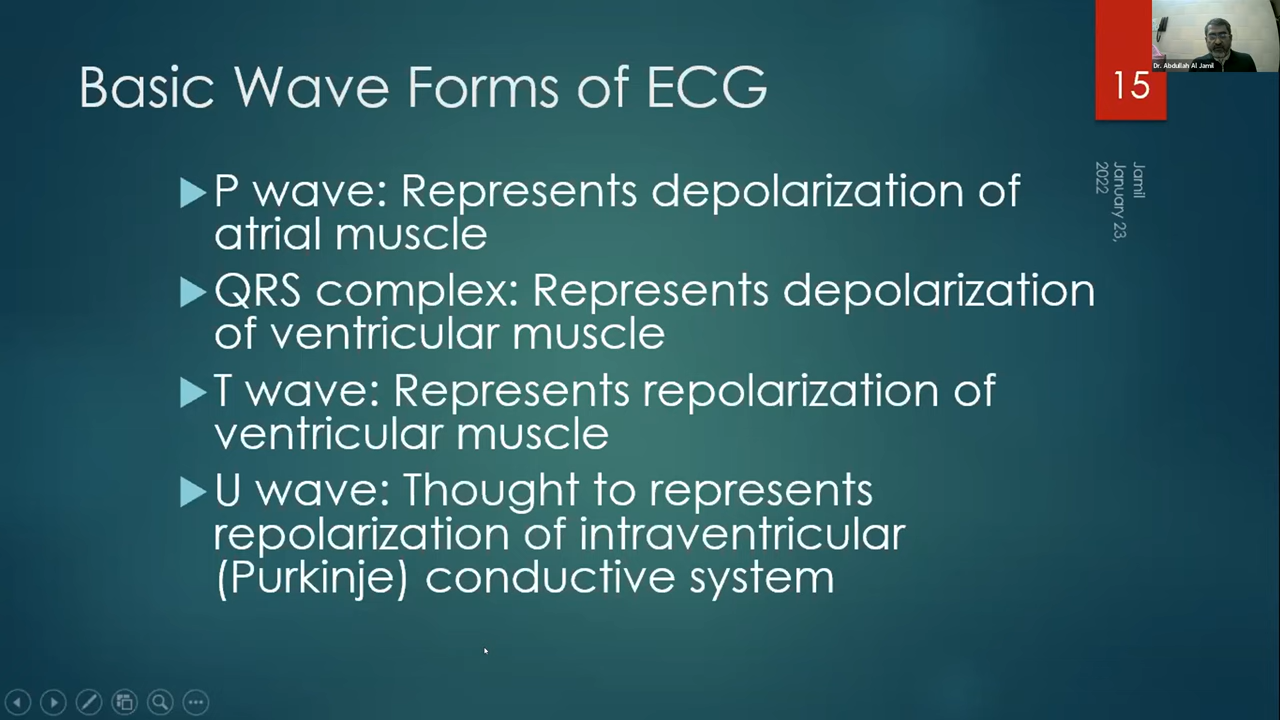 Basic Wave Forms of ECG
15
Dr. Abdullah Al Jamil
Jamil
January 23,
2022
P wave: Represents depolarization of
atrial muscle
QRS complex: Represents depolarization
of ventricular muscle
T wave: Represents repolarization of
ventricular muscle
U wave: Thought to represents
repolarization of intraventricular
(Purkinje) conductive system